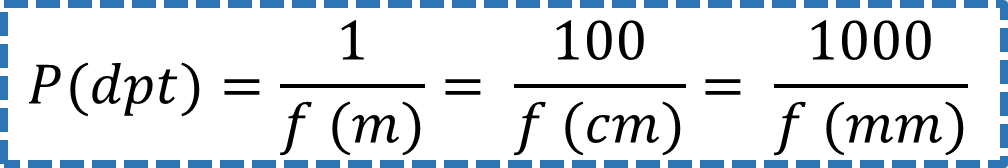 P(dpt) = 1/f (m) = 100/f (cm) = 1000/f (mm)